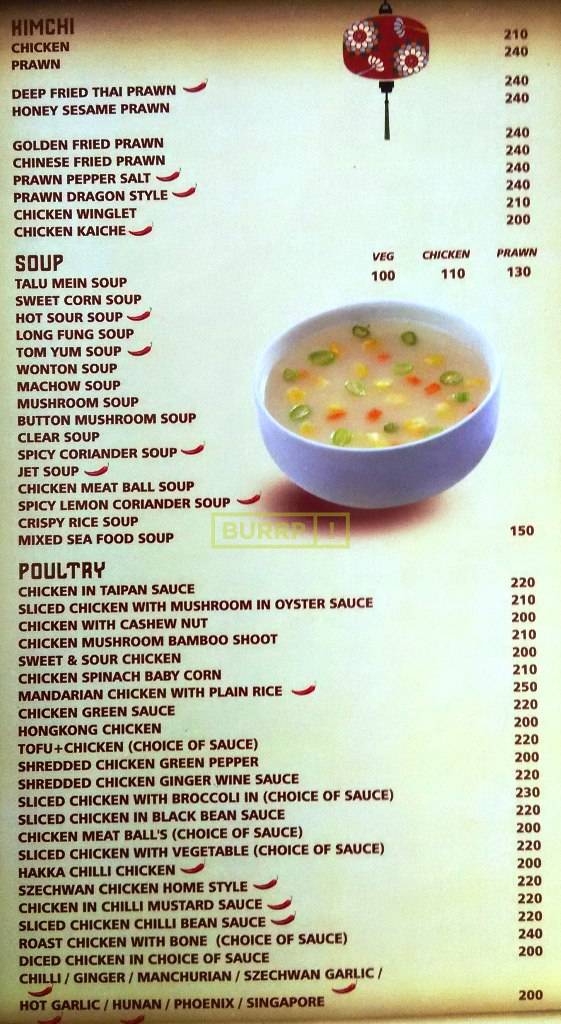 KIMCHI
CHICKEN 210
PRAWN 240
DEEP FRIED THAI PRAWN 240
HONEY SESAME PRAWN 240
GOLDEN FRIED PRAWN 240
CHINESE FRIED PRAWN 240
PRAWN PEPPER SALT 240
PRAWN DRAGON STYLE 240
CHICKEN WINGLET 210
CHICKEN KAICHE 200
SOUP VEG CHICKEN PRAWN
TALU MEIN SOUP 100 110 130
SWEET CORN SOUP
HOT SOUR SOUP
LONG FUNG SOUP
TOM YUM SOUP
WONTON SOUP
MACHOW SOUP
MUSHROOM SOUP
BUTTON MUSHROOM SOUP
CLEAR SOUP
SPICY CORIANDER SOUP
JET SOUP
CHICKEN MEAT BALL SOUP
SPICY LEMON CORIANDER SOUP
CRISPY RICE SOUP
BURRP!
MIXED SEA FOOD SOUP 150
POULTRY
CHICKEN IN TAIPAN SAUCE 220
SLICED CHICKEN WITH MUSHROOM IN OYSTER SAUCE 210
CHICKEN WITH CASHEW NUT 200
CHICKEN MUSHROOM BAMBOO SHOOT 210
SWEET & SOUR CHICKEN 200
CHICKEN SPINACH BABY CORN 210
MANDARIAN CHICKEN WITH PLAIN RICE 250
CHICKEN GREEN SAUCE 220
HONGKONG CHICKEN 200
TOFU+CHICKEN (CHOICE OF SAUCE) 220
SHREDDED CHICKEN GREEN PEPPER 200
SHREDDED CHICKEN GINGER WINE SAUCE 220
SLICED CHICKEN WITH BROCCOLI IN (CHOICE OF SAUCE) 230
SLICED CHICKEN IN BLACK BEAN SAUCE 220
CHICKEN MEAT BALL'S (CHOICE OF SAUCE) 200
SLICED CHICKEN WITH VEGETABLE (CHOICE OF SAUCE) 220
HAKKA CHILLI CHICKEN 200
SZECHWAN CHICKEN HOME STYLE 220
CHICKEN IN CHILLI MUSTARD SAUCE 220
SLICED CHICKEN CHILLI BEAN SAUCE 220
ROAST CHICKEN WITH BONE (CHOICE OF SAUCE) 240
DICED CHICKEN IN CHOICE OF SAUCE 200
CHILLI / GINGER / MANCHURIAN / SZECHWAN GARLIC /
HOT GARLIC / HUNAN / PHOENIX / SINGAPORE 200